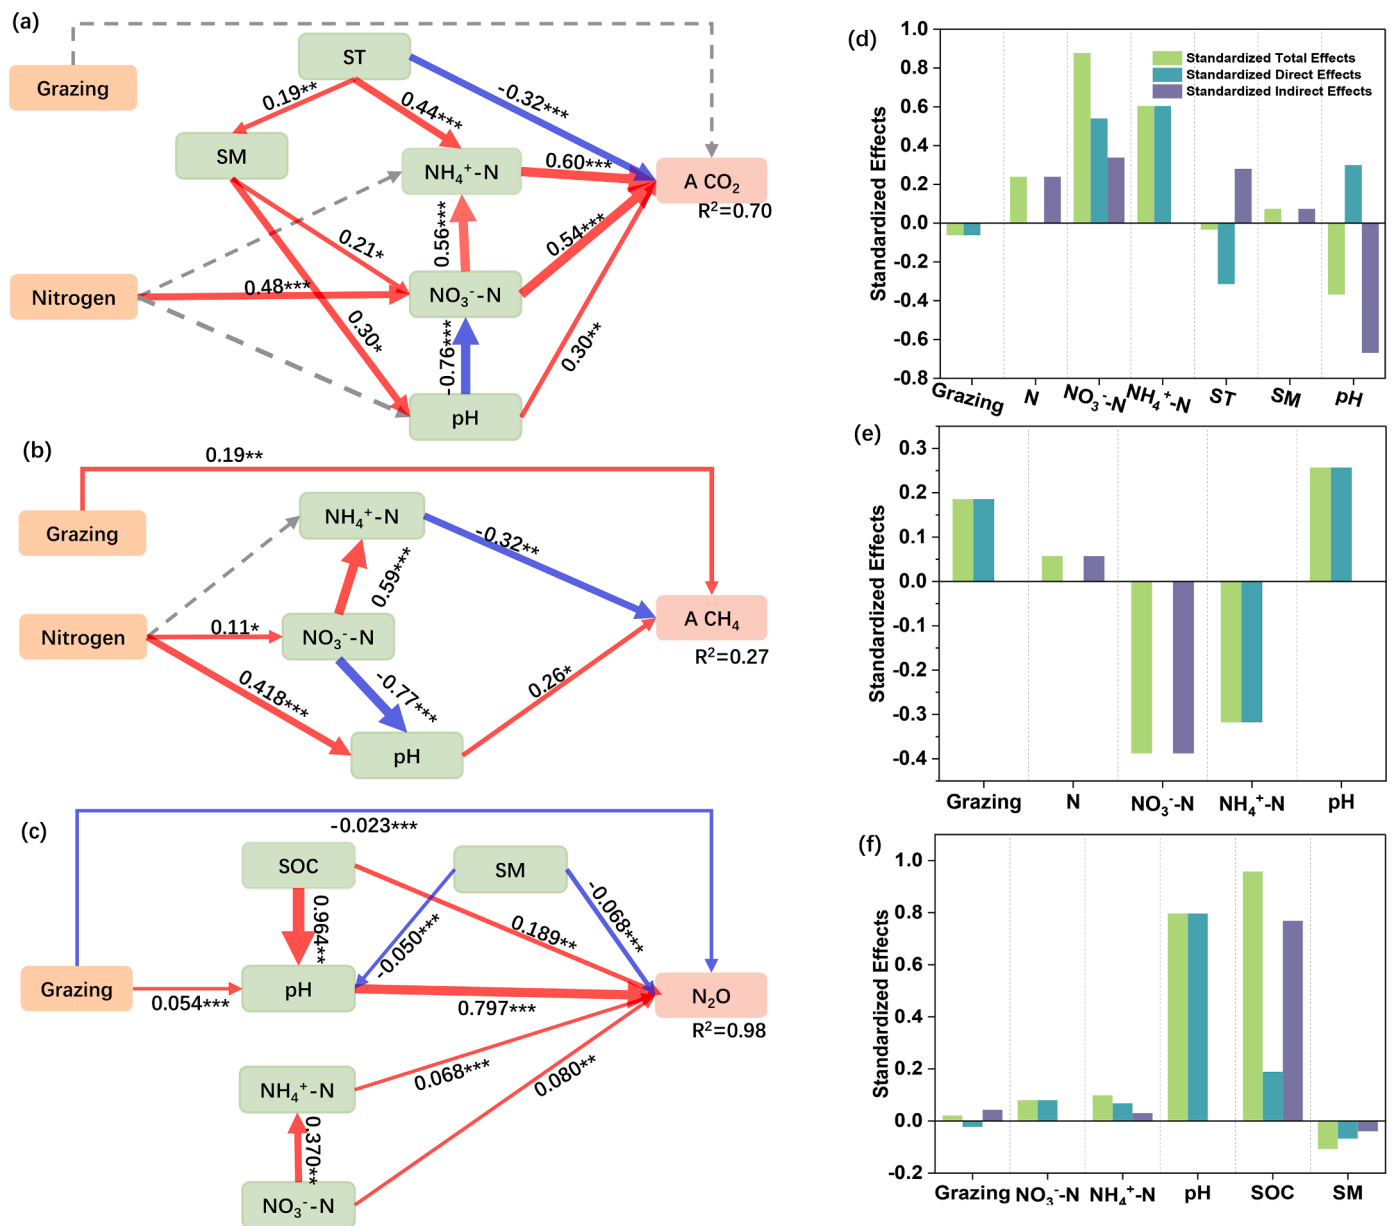 (a)
Grazing
ST
0.19**
0.44***
-0.32***
SM
NH₄⁺-N
0.60***
A CO₂
R²=0.70
0.21*
0.56***
0.54***
Nitrogen
0.48***
NO₃⁻-N
0.30*
-0.76***
0.30**
pH
(b)
0.19**
Grazing
NH₄⁺-N
-0.32**
0.59***
Nitrogen
0.11*
NO₃⁻-N
A CH₄
R²=0.27
0.418***
-0.77***
0.26*
pH
(c)
-0.023***
SOC
SM
0.964**
-0.050***
0.189**
-0.068***
Grazing
0.054***
pH
0.797***
N₂O
R²=0.98
NH₄⁺-N
0.068***
0.080**
0.370**
NO₃⁻-N
(d)
Standardized Effects
1.0
0.8
0.6
0.4
0.2
0.0
-0.2
-0.4
-0.6
-0.8
Standardized Total Effects
Standardized Direct Effects
Standardized Indirect Effects
Grazing N NO₃⁻-N NH₄⁺-N ST SM pH
(e)
Standardized Effects
0.3
0.2
0.1
0.0
-0.1
-0.2
-0.3
-0.4
Grazing N NO₃⁻-N NH₄⁺-N pH
(f)
Standardized Effects
1.0
0.8
0.6
0.4
0.2
0.0
-0.2
Grazing NO₃⁻-N NH₄⁺-N pH SOC SM